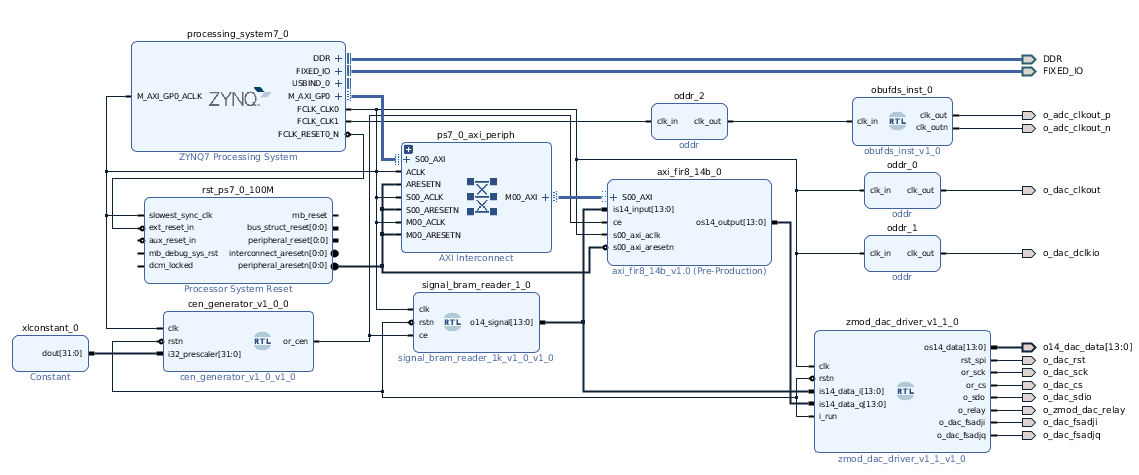 processing_system7_0
DDR
FIXED_IO
USBIND_0
M_AXI_GP0
FCLK_CLK0
FCLK_CLK1
FCLK_RESET0_N
M_AXI_GP0_ACLK
ZYNQ
ZYNQ7 Processing System
rst_ps7_0_100M
slowest_sync_clk
ext_reset_in
aux_reset_in
mb_debug_sys_rst
dcm_locked
mb_reset
bus_struct_reset[0:0]
peripheral_reset[0:0]
interconnect_aresetn[0:0]
peripheral_aresetn[0:0]
Processor System Reset
xlconstant_0
dout[31:0]
Constant
cen_generator_v1_0_0
clk
rstn
i32_prescaler[31:0]
RTL
or_cen
cen_generator_v1_0_v1_0
ps7_0_axi_periph
S00_AXI
ACLK
ARESETN
S00_ACLK
S00_ARESETN
M00_ACLK
M00_ARESETN
M00_AXI
AXI Interconnect
signal_bram_reader_1_0
clk
rstn
ce
RTL
o14_signal[13:0]
signal_bram_reader_1k_v1_0_v1_0
axi_fir8_14b_0
S00_AXI
is14_input[13:0]
ce
s00_axi_aclk
s00_axi_aresetn
os14_output[13:0]
axi_fir8_14b_v1.0 (Pre-Production)
oddr_2
clk_in
clk_out
oddr
obufds_inst_0
clk_in
RTL
clk_out
clk_outn
obufds_inst_v1_0
oddr_0
clk_in
clk_out
oddr
oddr_1
clk_in
clk_out
oddr
zmod_dac_driver_v1_1_0
clk
rstn
is14_data_i[13:0]
is14_data_q[13:0]
i_run
RTL
os14_data[13:0]
rst_spi
or_sck
or_cs
o_sdo
o_relay
o_dac_fsadji
o_dac_fsadjq
zmod_dac_driver_v1_1_v1_0
DDR
FIXED_IO
o_adc_clkout_p
o_adc_clkout_n
o_dac_clkout
o_dac_dclkio
o14_dac_data[13:0]
o_dac_rst
o_dac_sck
o_dac_cs
o_dac_sdio
o_zmod_dac_relay
o_dac_fsadji
o_dac_fsadjq